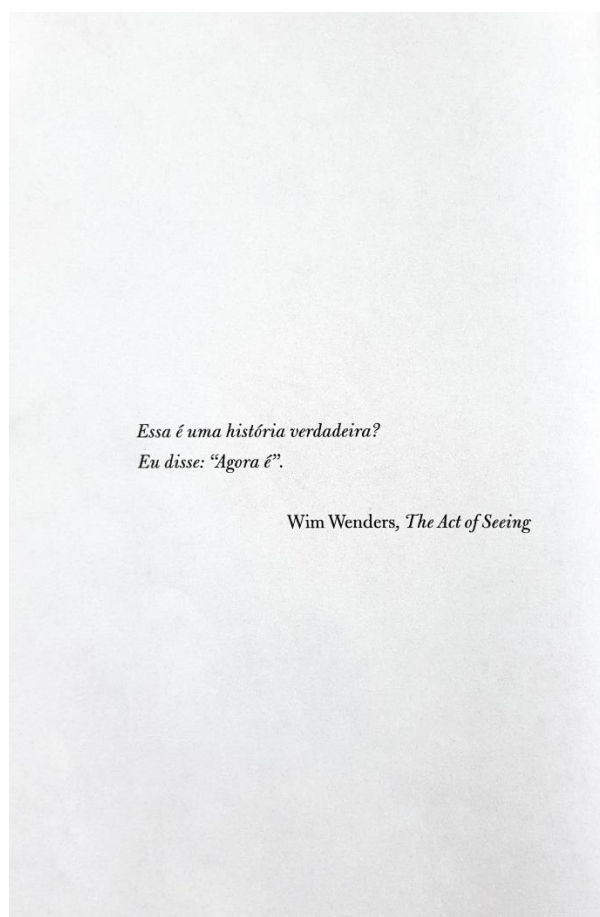 Essa é uma história verdadeira?
Eu disse: “Agora é”.
Wim Wenders, The Act of Seeing